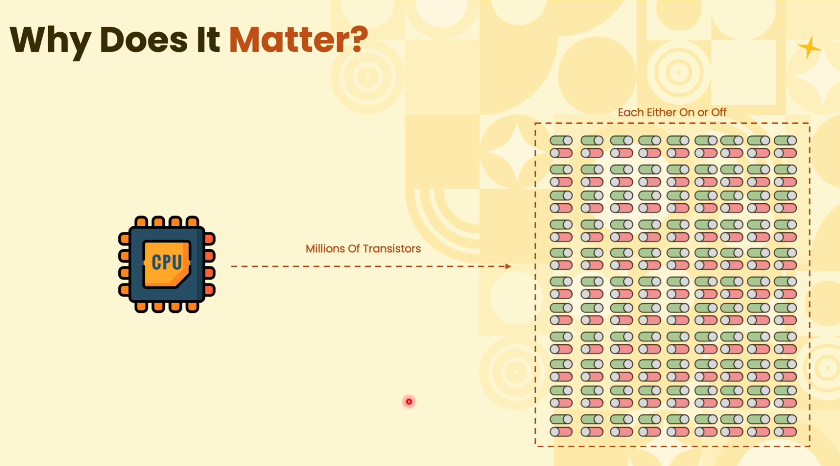 Why Does It Matter?
Each Either On or Off
Millions Of Transistors
CPU